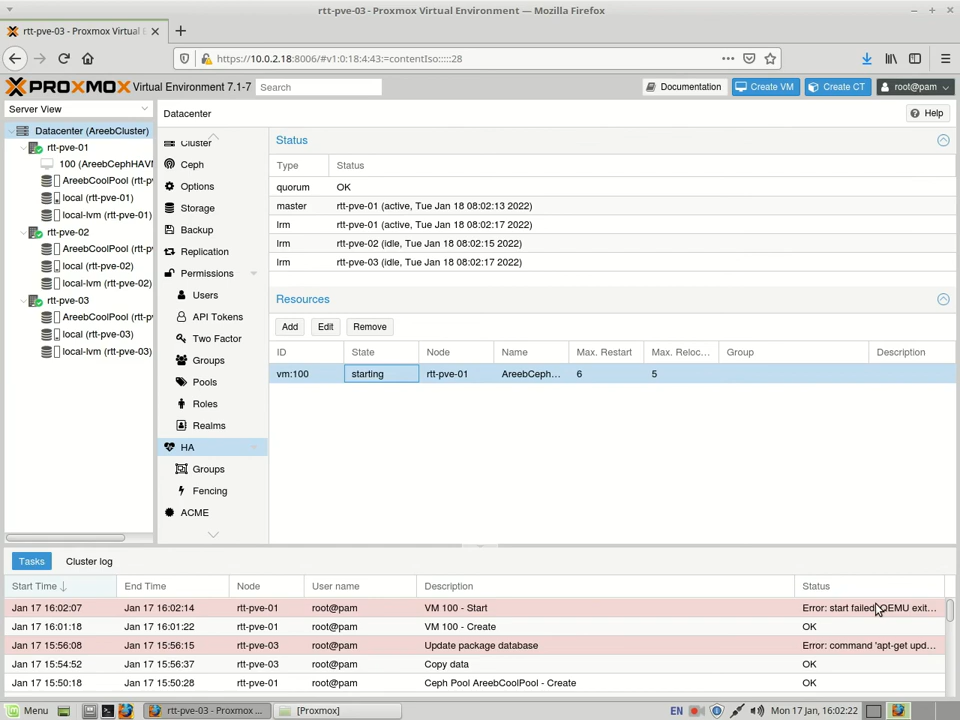 rtt-pve-03 - Proxmox Virtual Environment — Mozilla Firefox
rtt-pve-03 - Proxmox Virtual E
https://10.0.2.18:8006/#v1:0:18:4:43:=contentIso:::::28
PROXMOX Virtual Environment 7.1-7 Search Documentation Create VM Create CT root@pam
Server View
Datacenter (AreebCluster)
rtt-pve-01
100 (AreebCephHAVM
AreebCoolPool (rtt-p
local (rtt-pve-01)
local-lvm (rtt-pve-01)
rtt-pve-02
AreebCoolPool (rtt-p
local (rtt-pve-02)
local-lvm (rtt-pve-02)
rtt-pve-03
AreebCoolPool (rtt-p
local (rtt-pve-03)
local-lvm (rtt-pve-03)
Datacenter
Help
Cluster
Ceph
Options
Storage
Backup
Replication
Permissions
Users
API Tokens
Two Factor
Groups
Pools
Roles
Realms
HA
Groups
Fencing
ACME
Status
Type Status
quorum OK
master rtt-pve-01 (active, Tue Jan 18 08:02:13 2022)
lrm rtt-pve-01 (active, Tue Jan 18 08:02:17 2022)
lrm rtt-pve-02 (idle, Tue Jan 18 08:02:15 2022)
lrm rtt-pve-03 (idle, Tue Jan 18 08:02:17 2022)
Resources
Add Edit Remove
ID State Node Name Max. Restart Max. Reloc... Group Description
vm:100 starting rtt-pve-01 AreebCeph... 6 5
Tasks Cluster log
Start Time End Time Node User name Description Status
Jan 17 16:02:07 Jan 17 16:02:14 rtt-pve-01 root@pam VM 100 - Start Error: start failed: QEMU exit...
Jan 17 16:01:18 Jan 17 16:01:22 rtt-pve-01 root@pam VM 100 - Create OK
Jan 17 15:56:08 Jan 17 15:56:15 rtt-pve-03 root@pam Update package database Error: command 'apt-get upd...
Jan 17 15:54:52 Jan 17 15:56:37 rtt-pve-03 root@pam Copy data OK
Jan 17 15:50:18 Jan 17 15:50:28 rtt-pve-01 root@pam Ceph Pool AreebCoolPool - Create OK
Menu rtt-pve-03 - Proxmox ... [Proxmox] EN Mon 17 Jan, 16:02:22